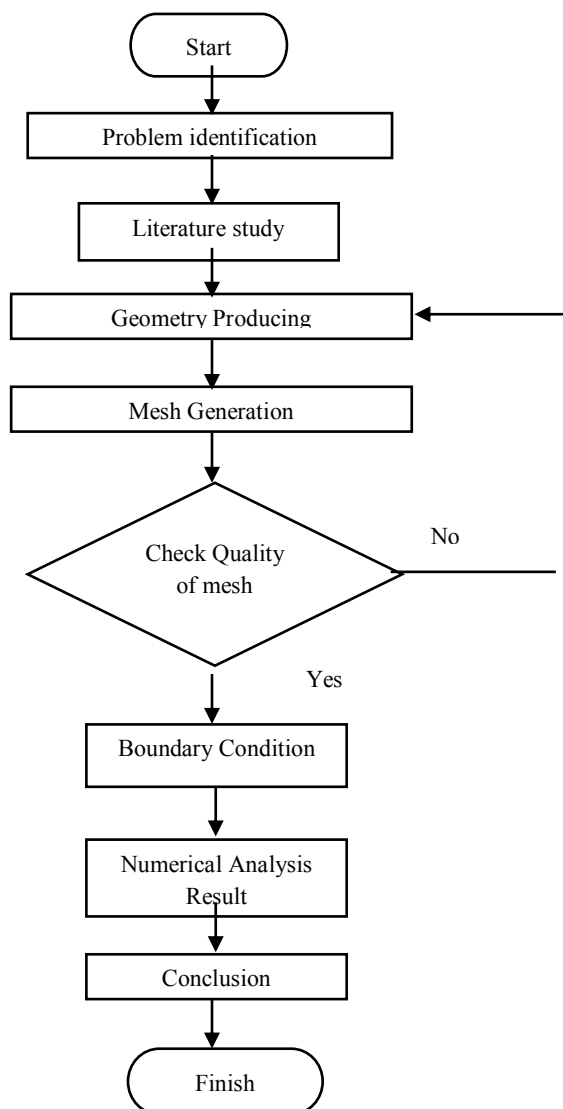 Start
Problem identification
Literature study
Geometry Producing
Mesh Generation
Check Quality
of mesh
No
Yes
Boundary Condition
Numerical Analysis
Result
Conclusion
Finish